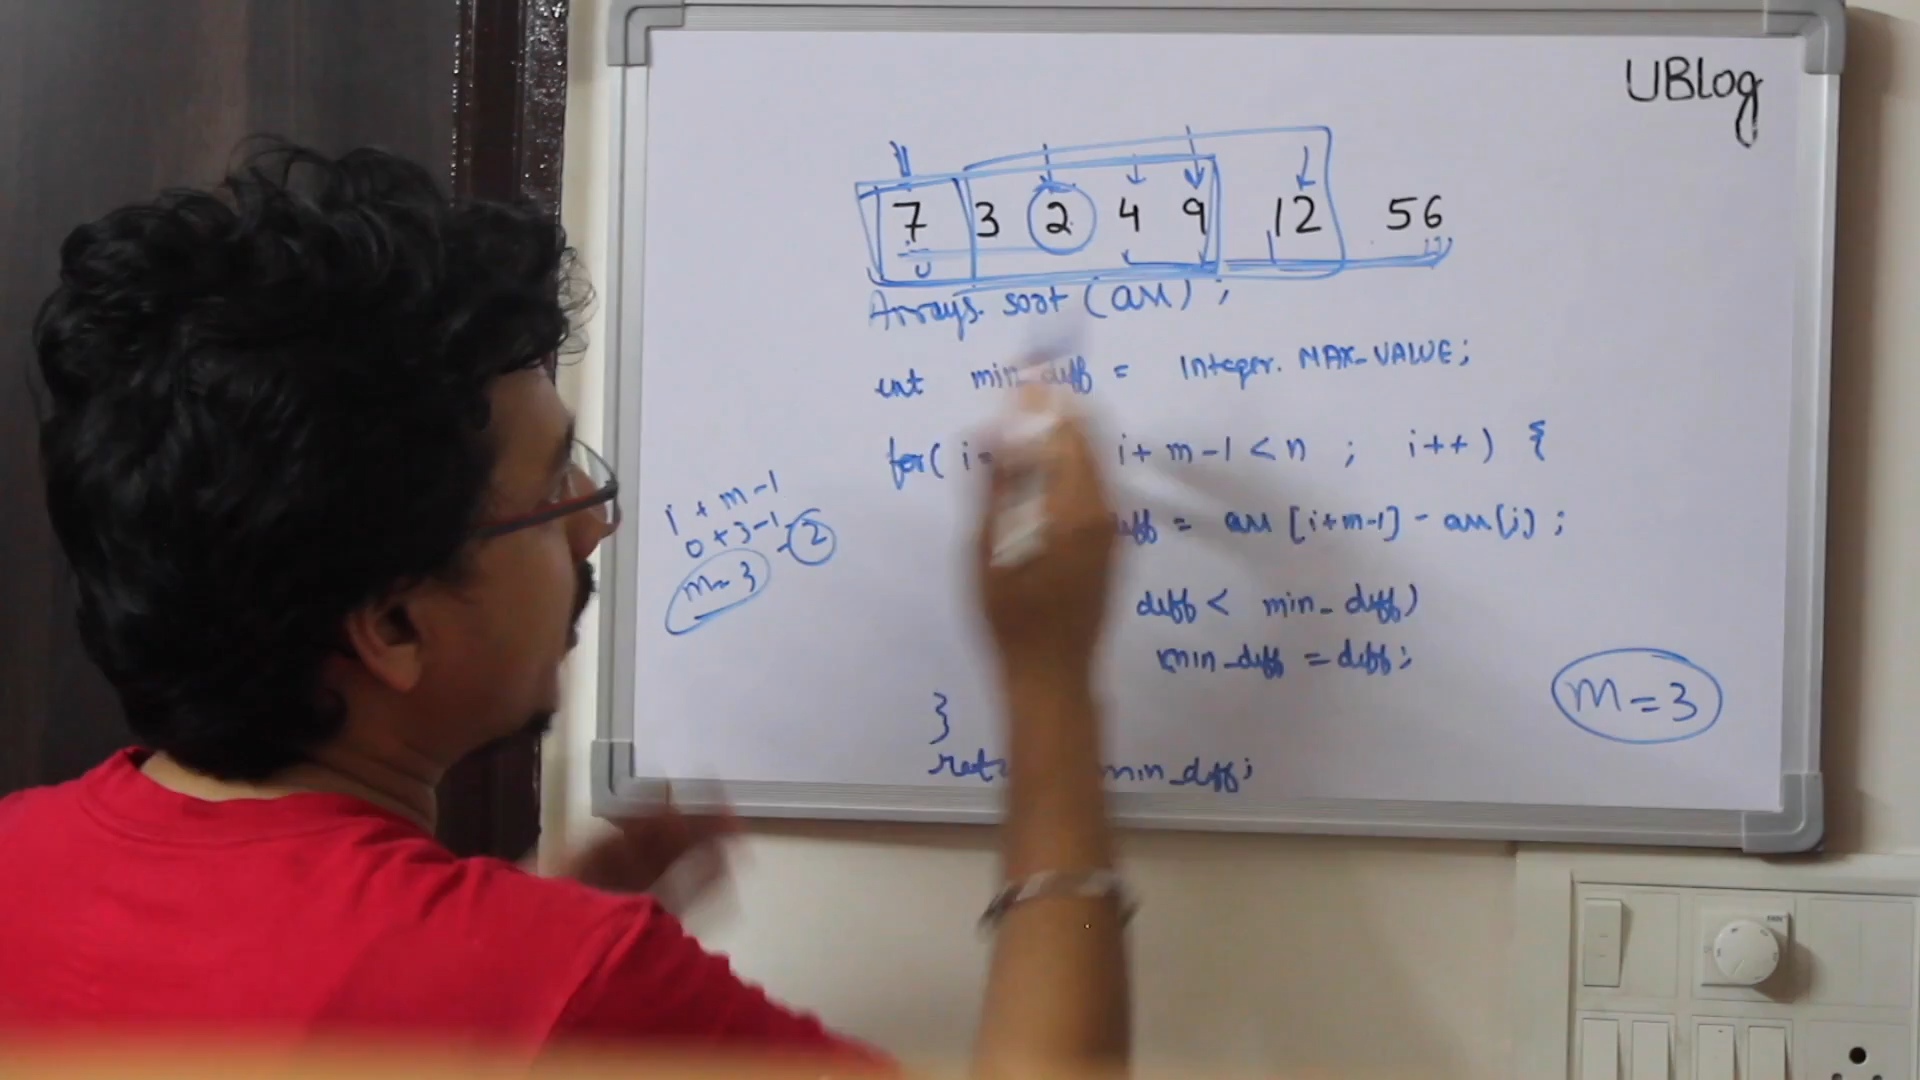 UBlog
7 3 2 4 9 12 56
Arrays.sort(arr);
int min_diff = Integer.MAX_VALUE;
for( i= i+m-1<n ; i++) {
= arr[i+m-1] - arr[i];
diff < min_diff)
min_diff = diff;
}
min_diff;
i + m-1
0+3-1=2
m=3
m=3